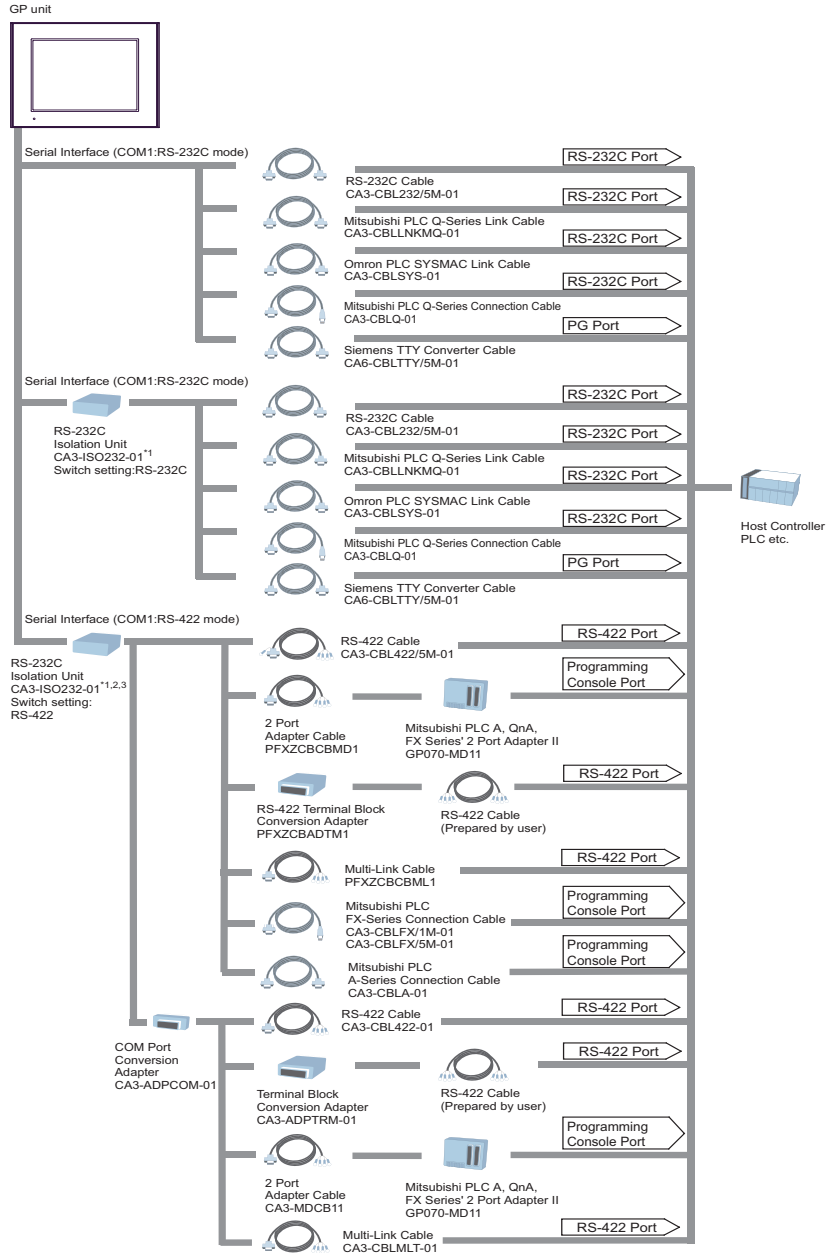 GP unit
Serial Interface (COM1:RS-232C mode)
RS-232C Port
RS-232C Cable
CA3-CBL232/5M-01
RS-232C Port
Mitsubishi PLC Q-Series Link Cable
CA3-CBLLNKMQ-01
RS-232C Port
Omron PLC SYSMAC Link Cable
CA3-CBLSYS-01
RS-232C Port
Mitsubishi PLC Q-Series Connection Cable
CA3-CBLQ-01
PG Port
Siemens TTY Converter Cable
CA6-CBLTTY/5M-01
Serial Interface (COM1:RS-232C mode)
RS-232C
Isolation Unit
CA3-ISO232-01*1
Switch setting:RS-232C
RS-232C Port
RS-232C Cable
CA3-CBL232/5M-01
RS-232C Port
Mitsubishi PLC Q-Series Link Cable
CA3-CBLLNKMQ-01
RS-232C Port
Omron PLC SYSMAC Link Cable
CA3-CBLSYS-01
RS-232C Port
Mitsubishi PLC Q-Series Connection Cable
CA3-CBLQ-01
PG Port
Siemens TTY Converter Cable
CA6-CBLTTY/5M-01
Host Controller
PLC etc.
Serial Interface (COM1:RS-422 mode)
RS-232C
Isolation Unit
CA3-ISO232-01*1,2,3
Switch setting:
RS-422
RS-422 Port
RS-422 Cable
CA3-CBL422/5M-01
Programming
Console Port
2 Port
Adapter Cable
PFXZCBCBMD1
Mitsubishi PLC A, QnA,
FX Series' 2 Port Adapter II
GP070-MD11
RS-422 Port
RS-422 Terminal Block
Conversion Adapter
PFXZCBADTM1
RS-422 Cable
(Prepared by user)
RS-422 Port
Multi-Link Cable
PFXZCBCBML1
Programming
Console Port
Mitsubishi PLC
FX-Series Connection Cable
CA3-CBLFX/1M-01
CA3-CBLFX/5M-01
Programming
Console Port
Mitsubishi PLC
A-Series Connection Cable
CA3-CBLA-01
COM Port
Conversion
Adapter
CA3-ADPCOM-01
RS-422 Port
RS-422 Cable
CA3-CBL422-01
RS-422 Port
Terminal Block
Conversion Adapter
CA3-ADPTRM-01
RS-422 Cable
(Prepared by user)
Programming
Console Port
2 Port
Adapter Cable
CA3-MDCB11
Mitsubishi PLC A, QnA,
FX Series' 2 Port Adapter II
GP070-MD11
RS-422 Port
Multi-Link Cable
CA3-CBLMLT-01